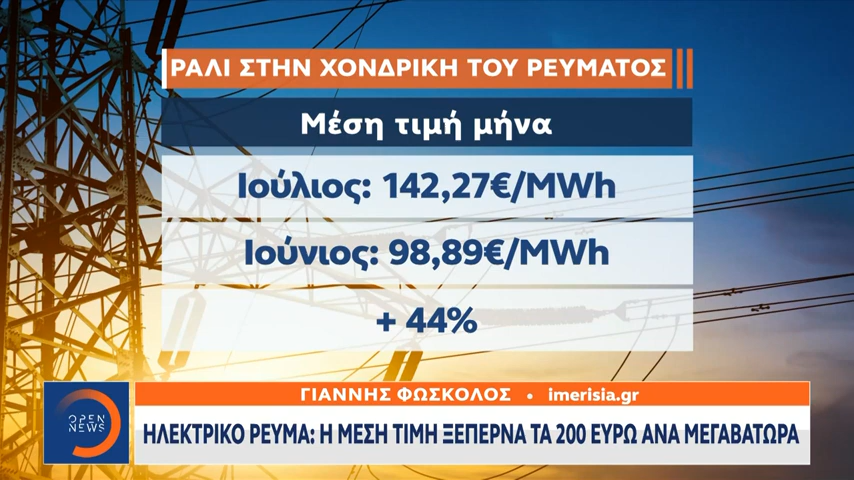 ΡΑΛΙ ΣΤΗΝ ΧΟΝΔΡΙΚΗ ΤΟΥ ΡΕΥΜΑΤΟΣ
Μέση τιμή μήνα
Ιούλιος: 142,27€/MWh
Ιούνιος: 98,89€/MWh
+ 44%
ΓΙΑΝΝΗΣ ΦΩΣΚΟΛΟΣ • imerisia.gr
OPEN
NEWS
ΗΛΕΚΤΡΙΚΟ ΡΕΥΜΑ: Η ΜΕΣΗ ΤΙΜΗ ΞΕΠΕΡΝΑ ΤΑ 200 ΕΥΡΩ ΑΝΑ ΜΕΓΑΒΑΤΩΡΑ